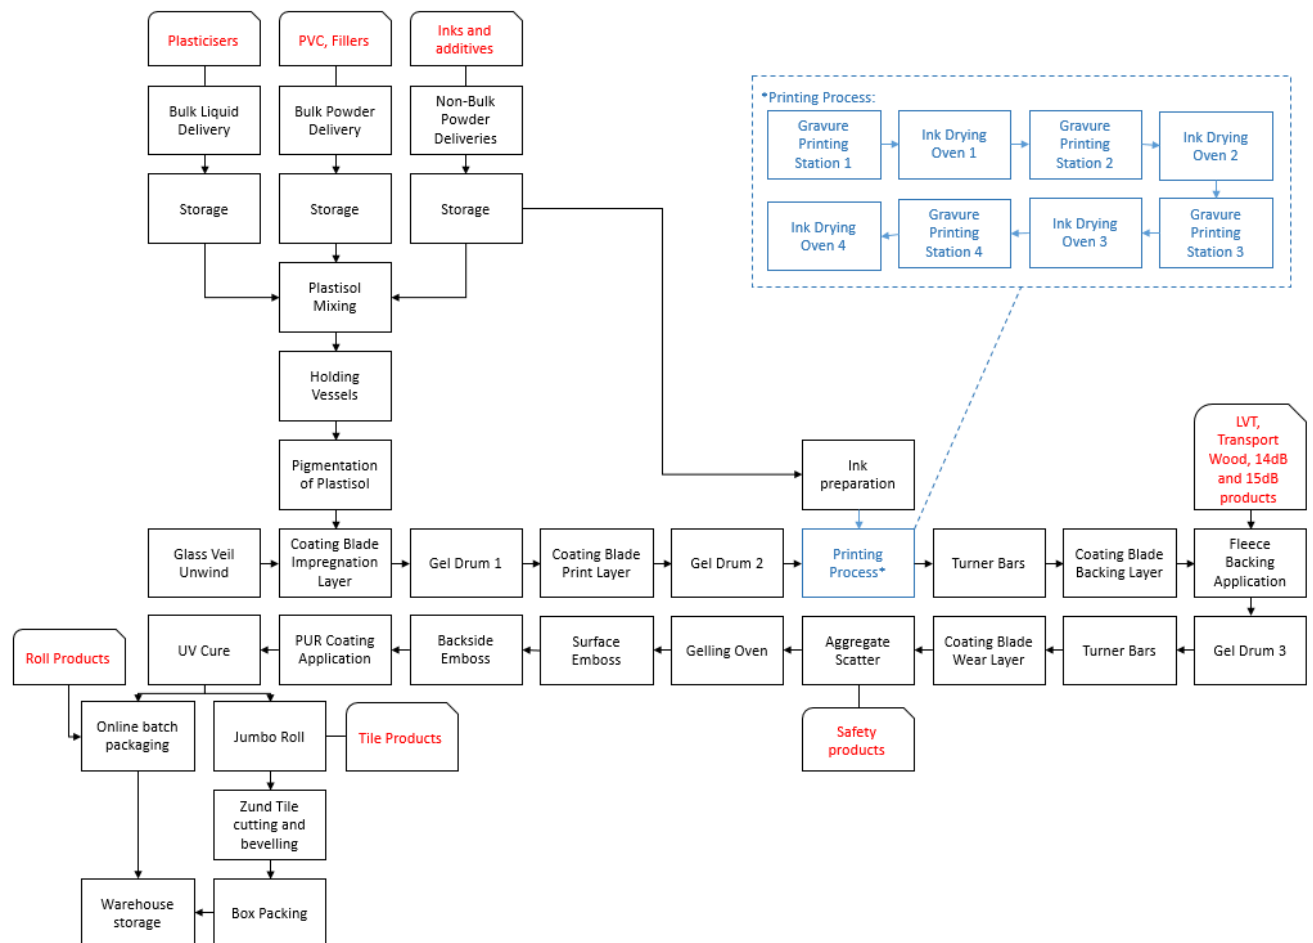 Plasticisers
PVC, Fillers
Inks and
additives
Bulk Liquid
Delivery
Bulk Powder
Delivery
Non-Bulk
Powder
Deliveries
*Printing Process:
Gravure
Printing
Station 1
Ink Drying
Oven 1
Gravure
Printing
Station 2
Ink Drying
Oven 2
Storage
Storage
Storage
Ink Drying
Oven 4
Gravure
Printing
Station 4
Ink Drying
Oven 3
Gravure
Printing
Station 3
Plastisol
Mixing
Holding
Vessels
Pigmentation
of Plastisol
Ink
preparation
LVT,
Transport
Wood, 14dB
and 15dB
products
Glass Veil
Unwind
Coating Blade
Impregnation
Layer
Gel Drum 1
Coating Blade
Print Layer
Gel Drum 2
Printing
Process*
Turner Bars
Coating Blade
Backing Layer
Fleece
Backing
Application
Roll Products
UV Cure
PUR Coating
Application
Backside
Emboss
Surface
Emboss
Gelling Oven
Aggregate
Scatter
Coating Blade
Wear Layer
Turner Bars
Gel Drum 3
Online batch
packaging
Jumbo Roll
Tile Products
Safety
products
Zund Tile
cutting and
bevelling
Warehouse
storage
Box Packing